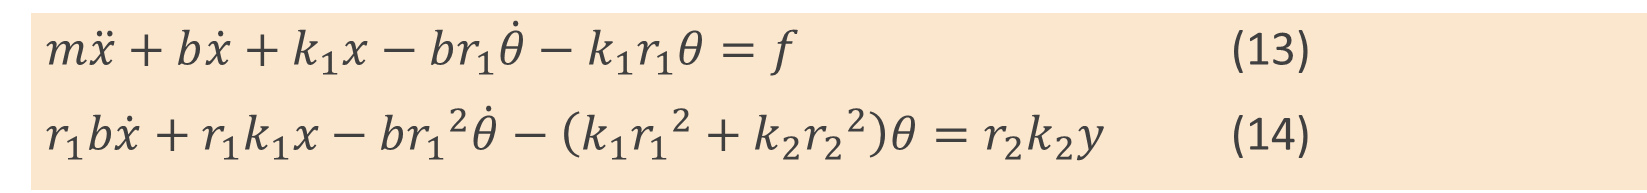 mẍ + bẋ + k₁x − br₁θ̇ − k₁r₁θ = f (13)
r₁bẋ + r₁k₁x − br₁²θ̇ − (k₁r₁² + k₂r₂²)θ = r₂k₂y (14)